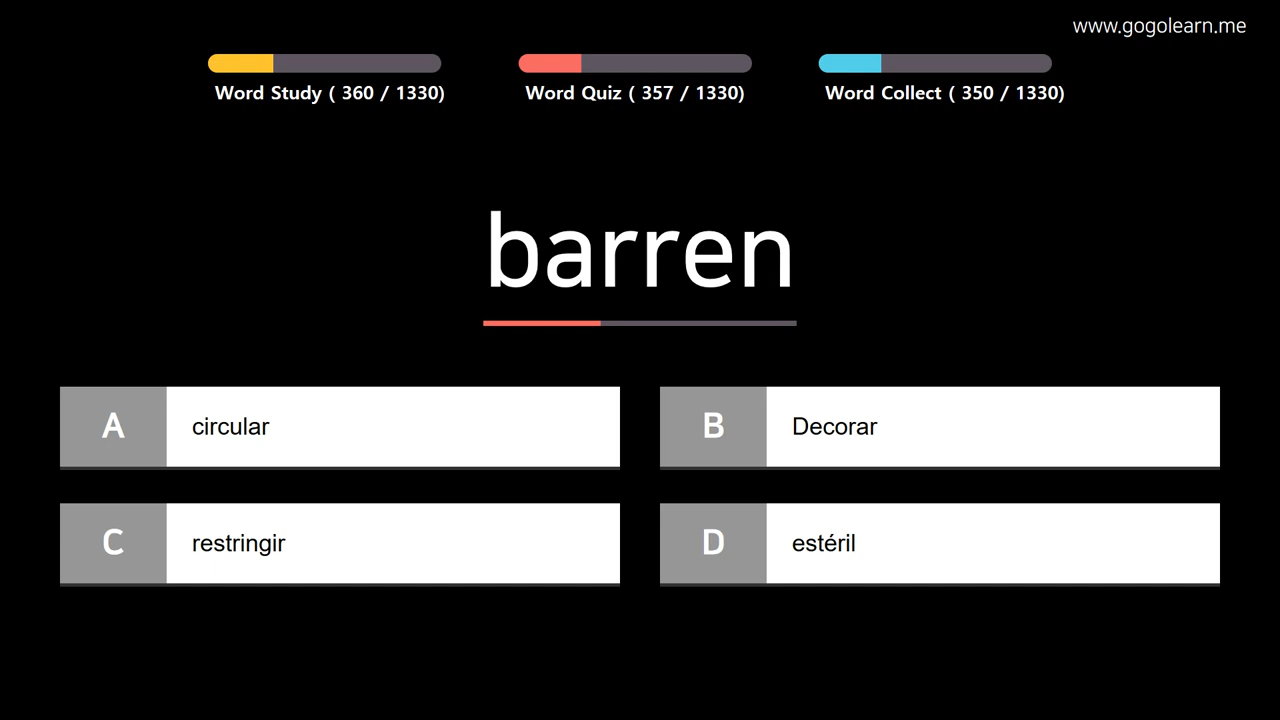 www.gogolearn.me
Word Study ( 360 / 1330)
Word Quiz ( 357 / 1330)
Word Collect ( 350 / 1330)
barren
A circular
B Decorar
C restringir
D estéril